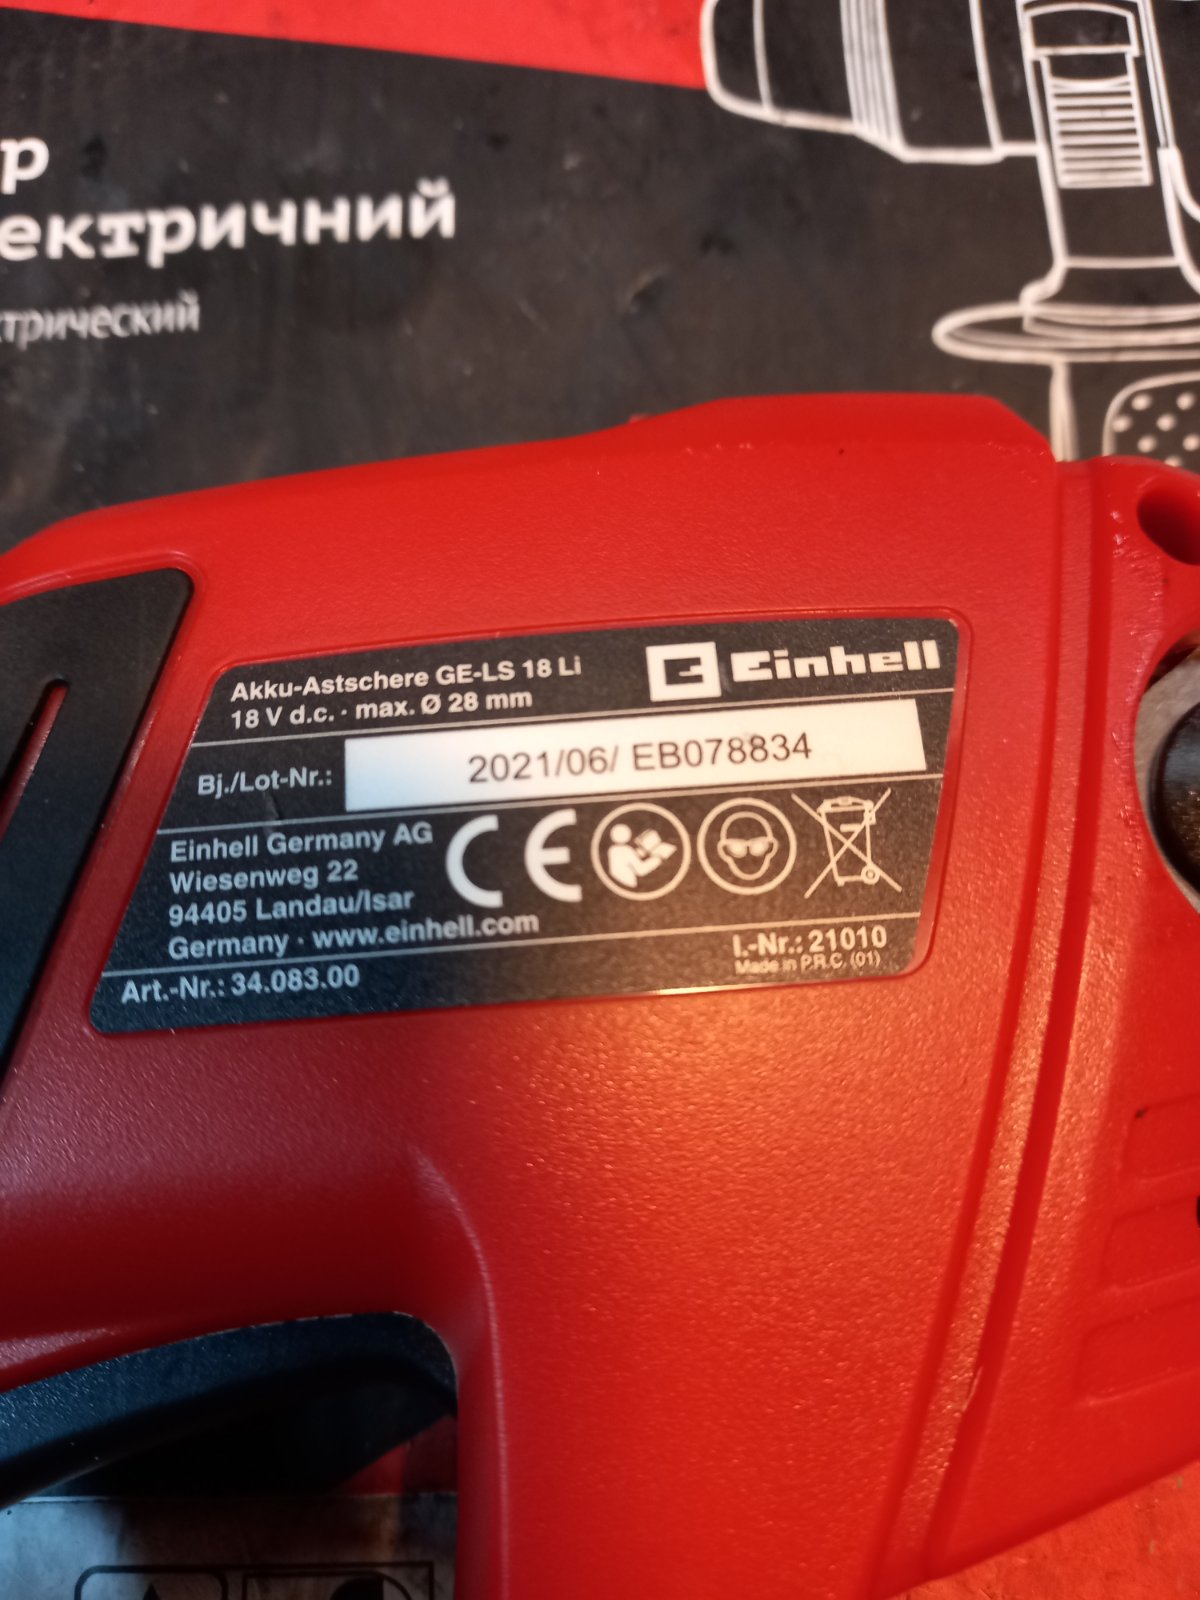 р
ектричний
трический
Akku-Astschere GE-LS 18 Li
18 V d.c. · max. Ø 28 mm
Einhell
Bj./Lot-Nr.:
2021/06/ EB078834
Einhell Germany AG
Wiesenweg 22
94405 Landau/Isar
Germany · www.einhell.com
CE
Art.-Nr.: 34.083.00
I.-Nr.: 21010
Made in P.R.C. (01)